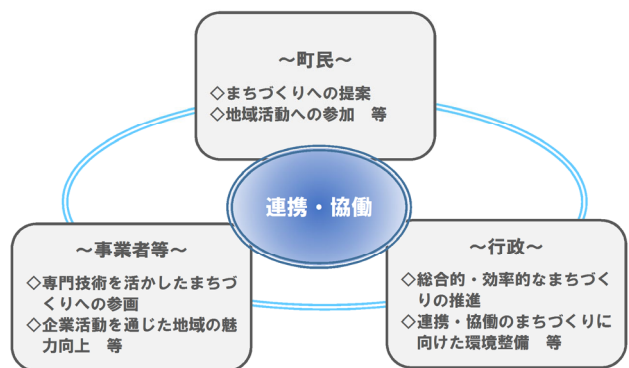 ～町民～
◇まちづくりへの提案
◇地域活動への参加　等
連携・協働
～事業者等～
◇専門技術を活かしたまちづ
くりへの参画
◇企業活動を通じた地域の魅
力向上　等
～行政～
◇総合的・効率的なまちづく
りの推進
◇連携・協働のまちづくりに
向けた環境整備　等